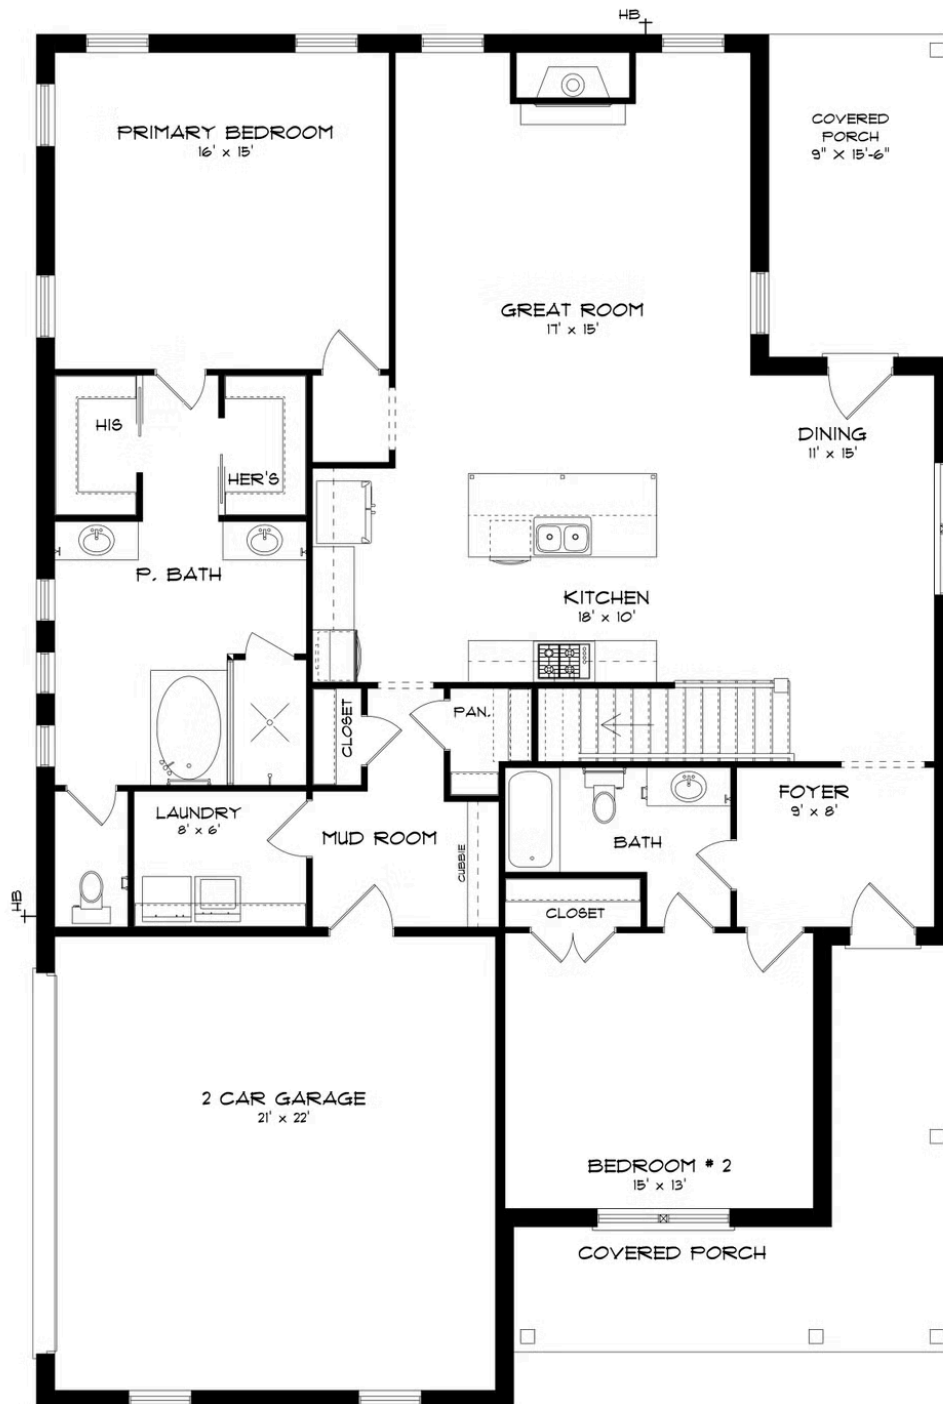 HB
PRIMARY BEDROOM
16' x 15'
COVERED
PORCH
9" X 15'-6"
GREAT ROOM
17' x 15'
HIS
HER'S
DINING
11' x 15'
P. BATH
KITCHEN
18' x 10'
CLOSET
PAN.
LAUNDRY
8' x 6'
MUD ROOM
CUBBIE
BATH
FOYER
9' x 8'
HB
CLOSET
2 CAR GARAGE
21' x 22'
BEDROOM # 2
15' x 13'
COVERED PORCH